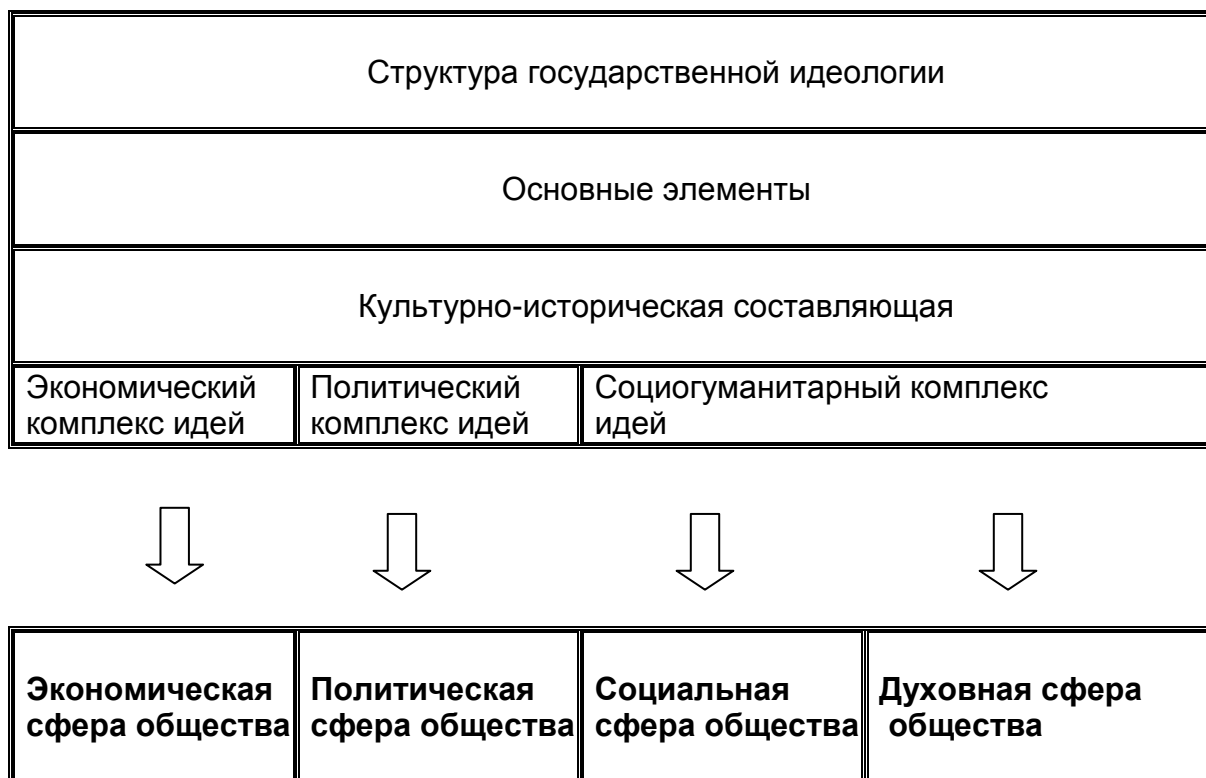 Структура государственной идеологии
Основные элементы
Культурно-историческая составляющая
Экономический
комплекс идей
Политический
комплекс идей
Социогуманитарный комплекс
идей
Экономическая
сфера общества
Политическая
сфера общества
Социальная
сфера общества
Духовная сфера
общества